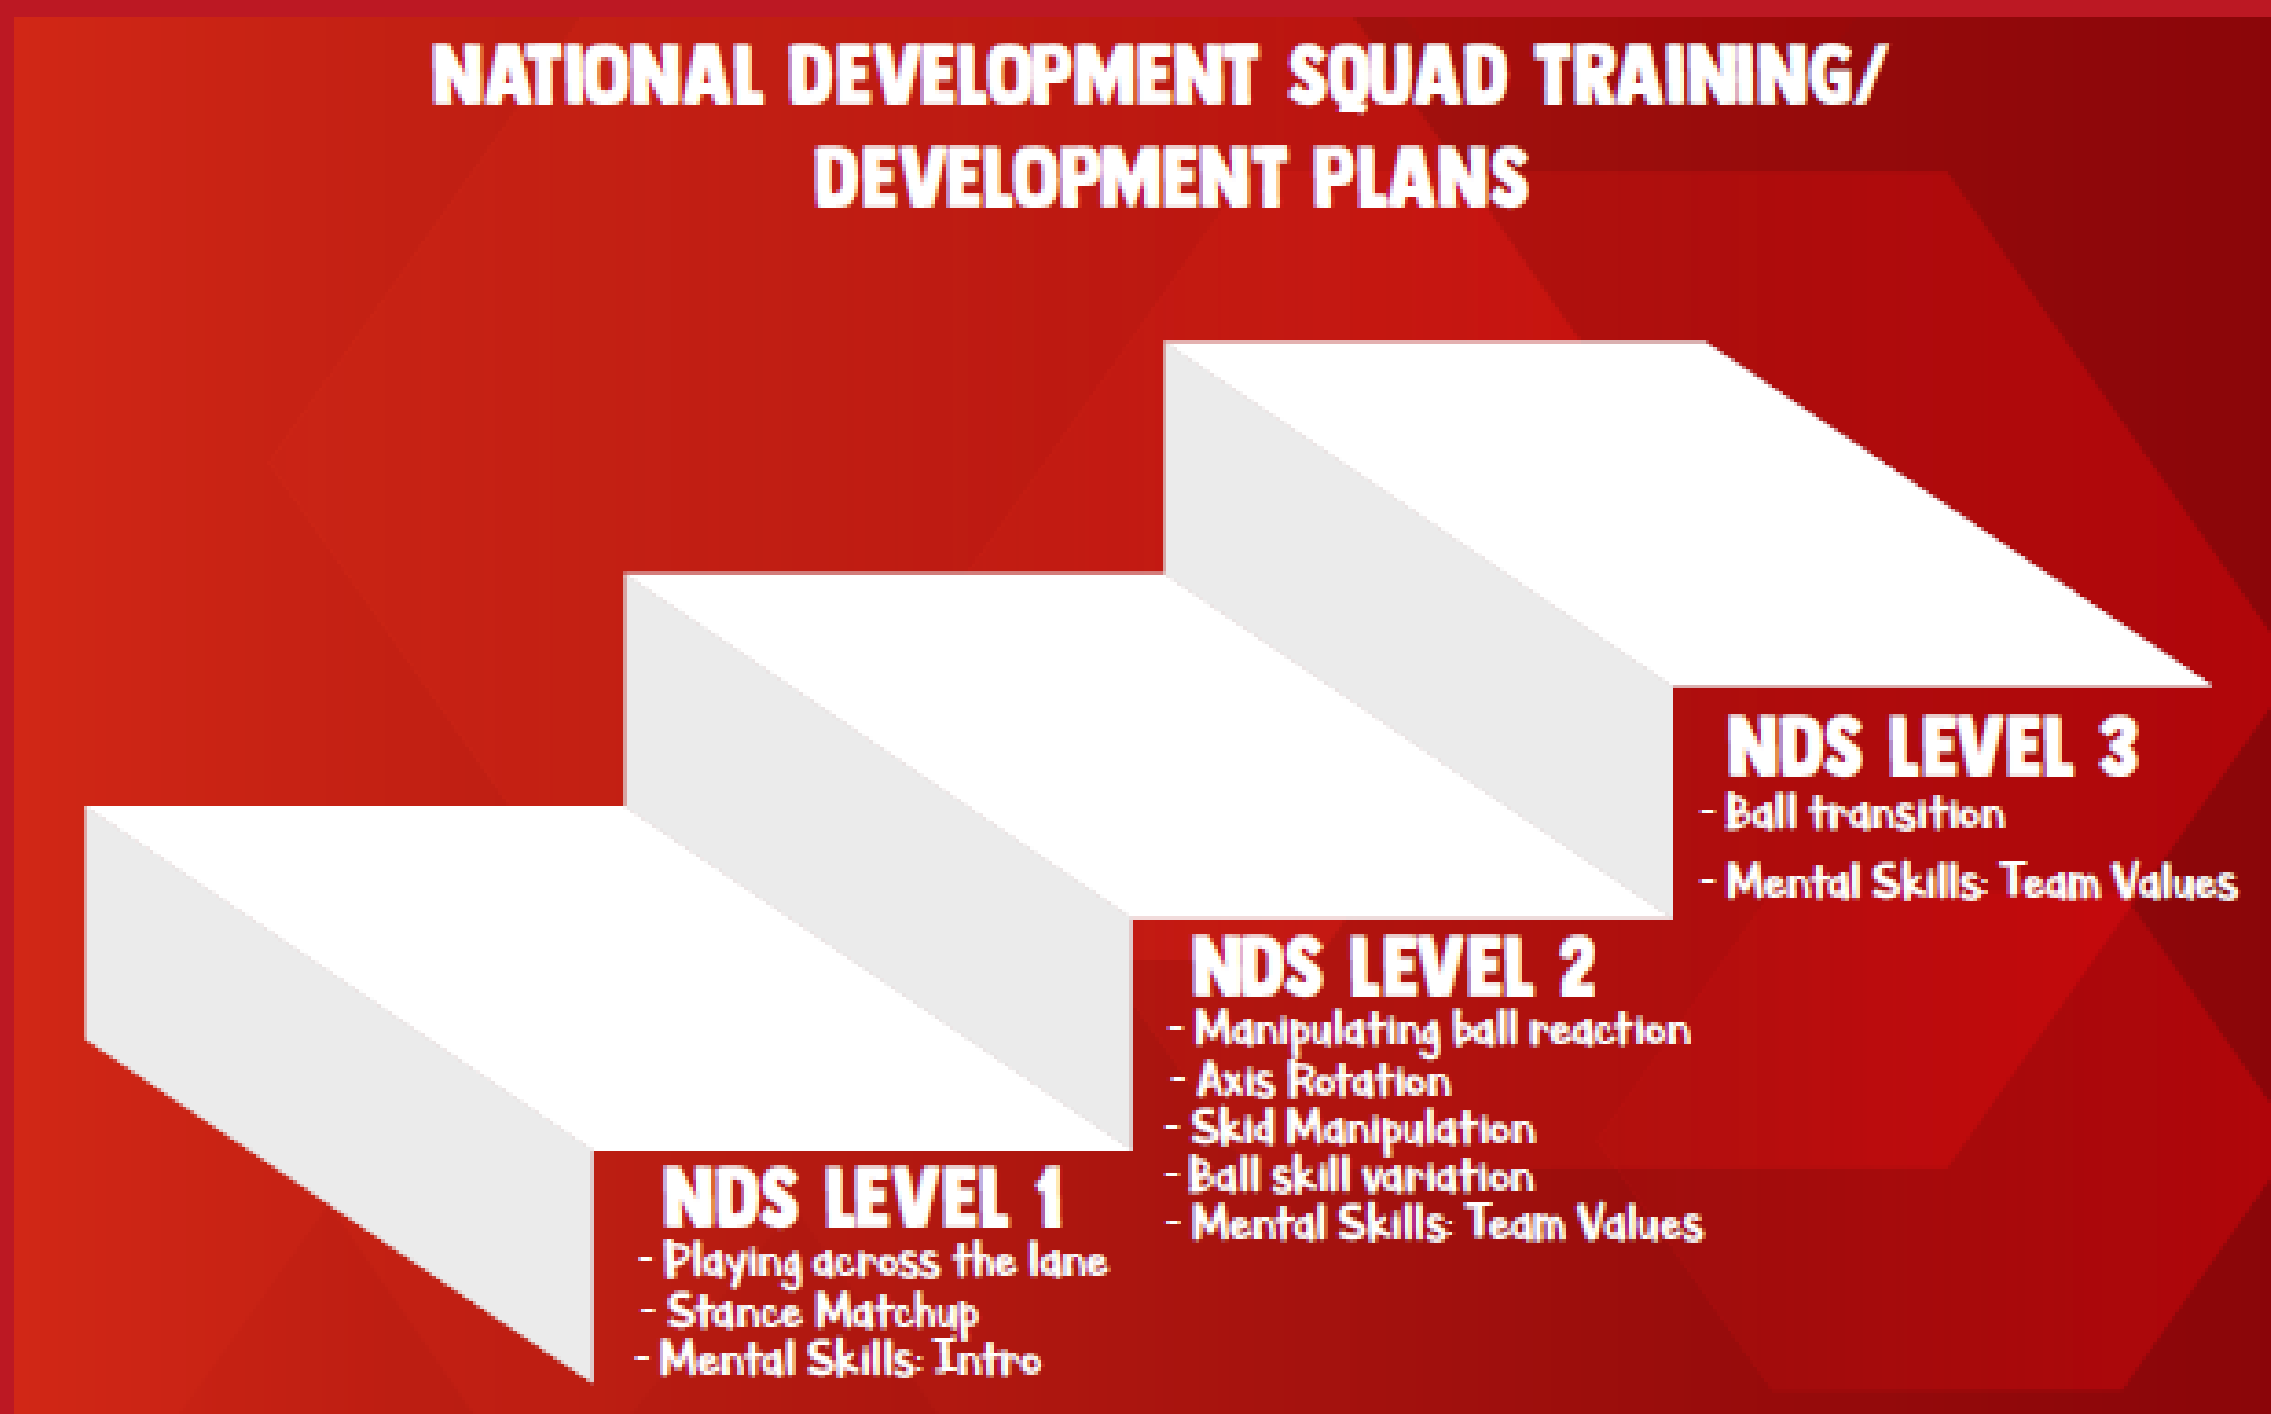 NATIONAL DEVELOPMENT SQUAD TRAINING/
DEVELOPMENT PLANS
NDS LEVEL 1
- Playing across the lane
- Stance Matchup
- Mental Skills: Intro
NDS LEVEL 2
- Manipulating ball reaction
- Axis Rotation
- Skid Manipulation
- Ball skill variation
- Mental Skills: Team Values
NDS LEVEL 3
- Ball transition
- Mental Skills: Team Values